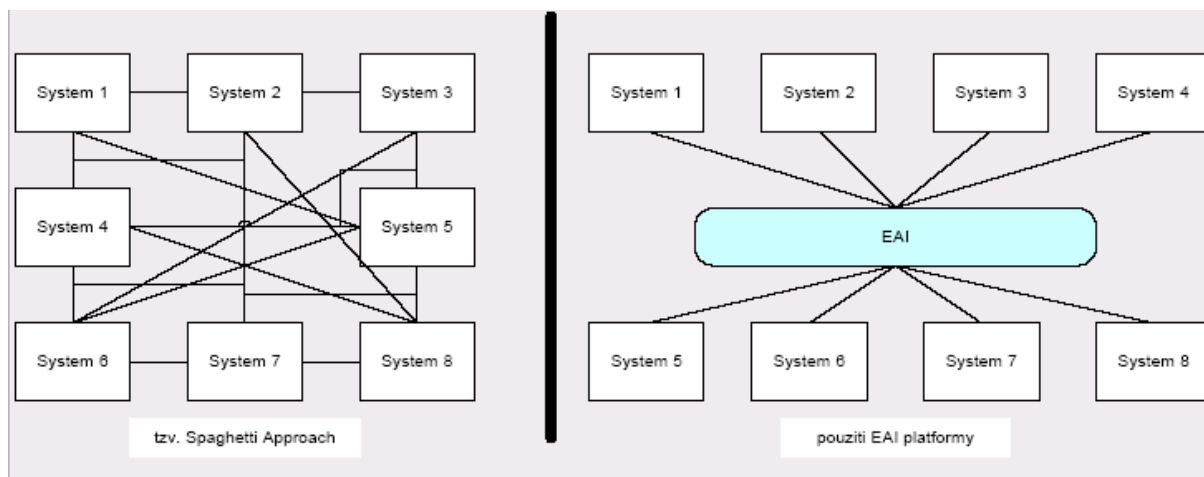 System 1
System 2
System 3
System 4
System 5
System 6
System 7
System 8
tzv. Spaghetti Approach
System 1
System 2
System 3
System 4
EAI
System 5
System 6
System 7
System 8
pouziti EAI platformy